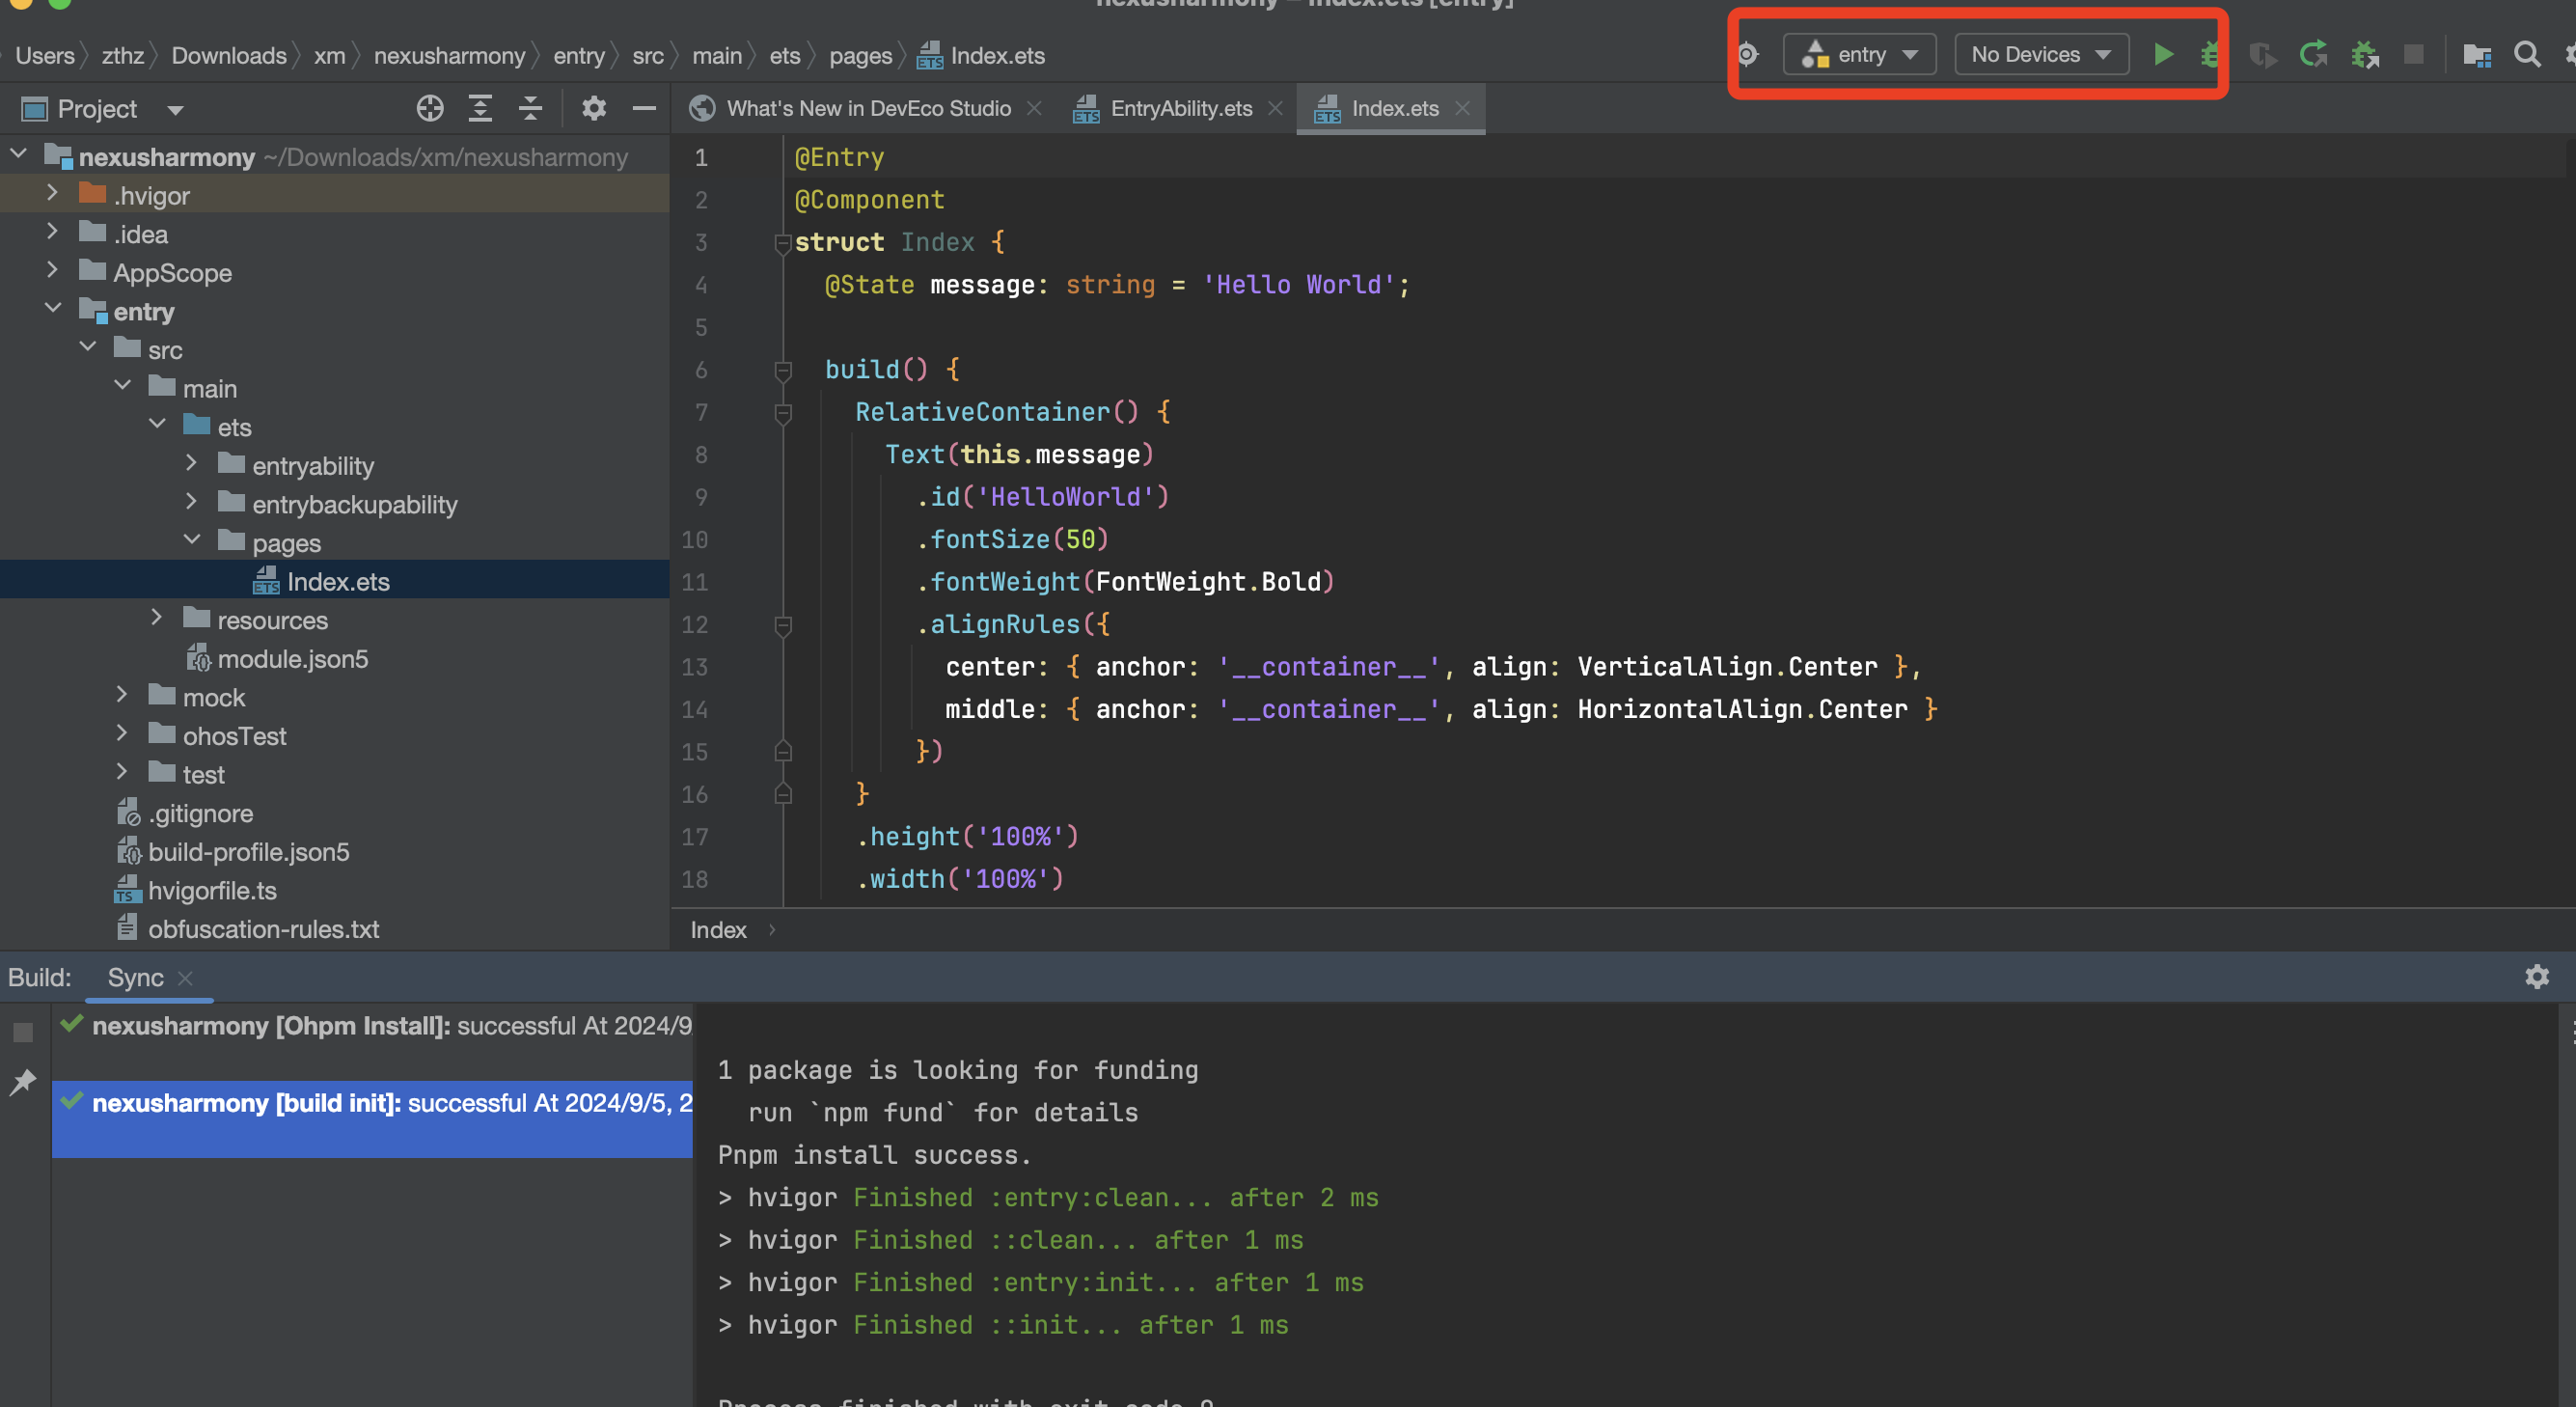 nexusharmony – Index.ets [entry]
Users zthz Downloads xm nexusharmony entry src main ets pages Index.ets
entry No Devices
Project
What's New in DevEco Studio EntryAbility.ets Index.ets
nexusharmony ~/Downloads/xm/nexusharmony
.hvigor
.idea
AppScope
entry
src
main
ets
entryability
entrybackupability
pages
Index.ets
resources
module.json5
mock
ohosTest
test
.gitignore
build-profile.json5
hvigorfile.ts
obfuscation-rules.txt
1 @Entry
2 @Component
3 struct Index {
4 @State message: string = 'Hello World';
5
6 build() {
7 RelativeContainer() {
8 Text(this.message)
9 .id('HelloWorld')
10 .fontSize(50)
11 .fontWeight(FontWeight.Bold)
12 .alignRules({
13 center: { anchor: '__container__', align: VerticalAlign.Center },
14 middle: { anchor: '__container__', align: HorizontalAlign.Center }
15 })
16 }
17 .height('100%')
18 .width('100%')
Index
Build: Sync
nexusharmony [Ohpm Install]: successful At 2024/9
nexusharmony [build init]: successful At 2024/9/5, 2
1 package is looking for funding
run `npm fund` for details
Pnpm install success.
> hvigor Finished :entry:clean... after 2 ms
> hvigor Finished ::clean... after 1 ms
> hvigor Finished :entry:init... after 1 ms
> hvigor Finished ::init... after 1 ms
Process finished with exit code 0